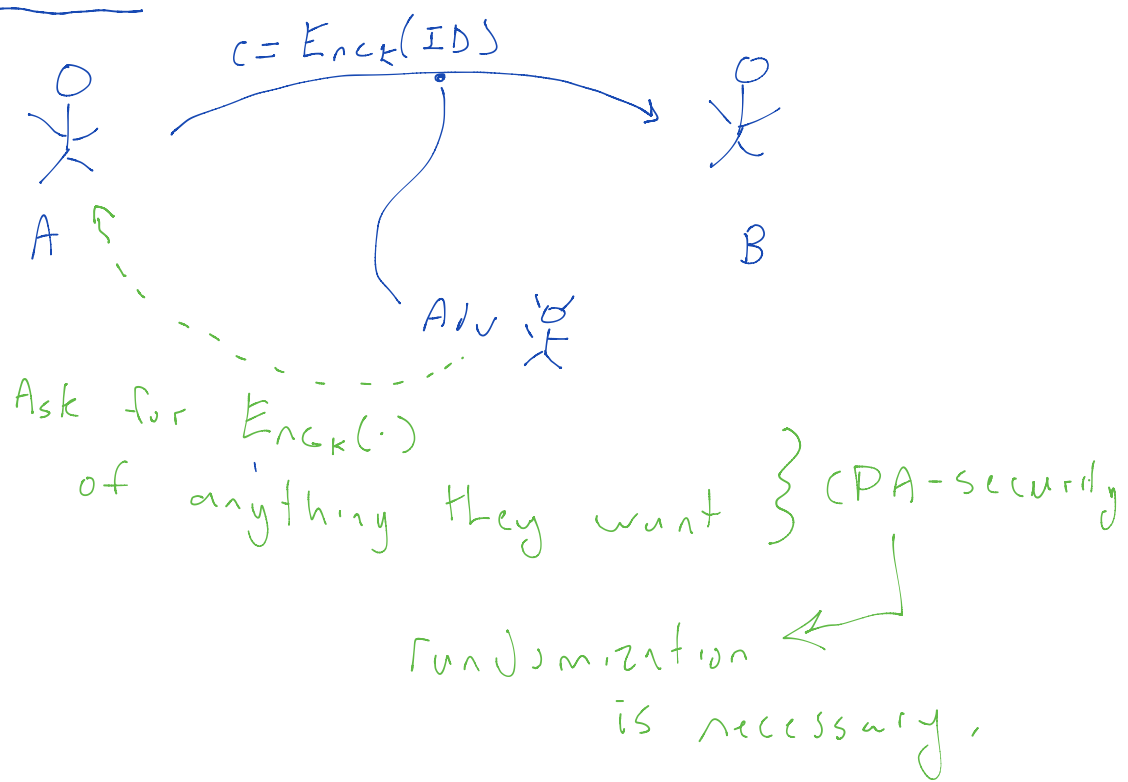 c = Enc_K(ID)
A
B
Adv
Ask for Enc_K(·)
of anything they want } CPA-security
randomization
is necessary.